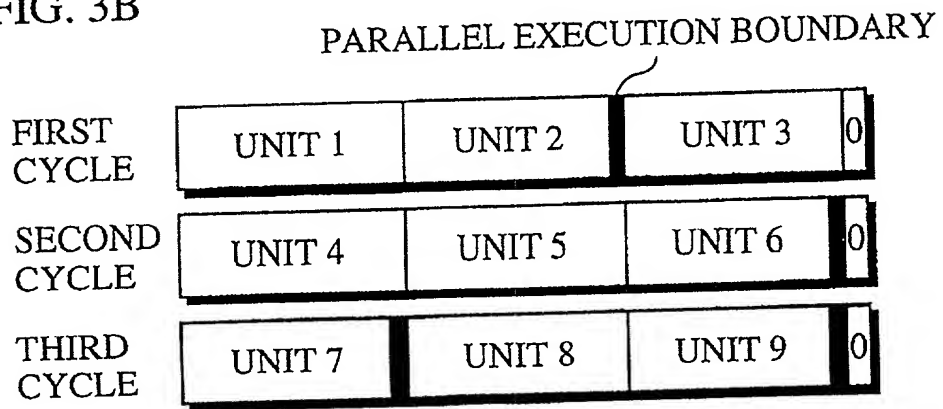 FIG. 3B
PARALLEL EXECUTION BOUNDARY
FIRST CYCLE
UNIT 1
UNIT 2
UNIT 3
0
SECOND CYCLE
UNIT 4
UNIT 5
UNIT 6
0
THIRD CYCLE
UNIT 7
UNIT 8
UNIT 9
0